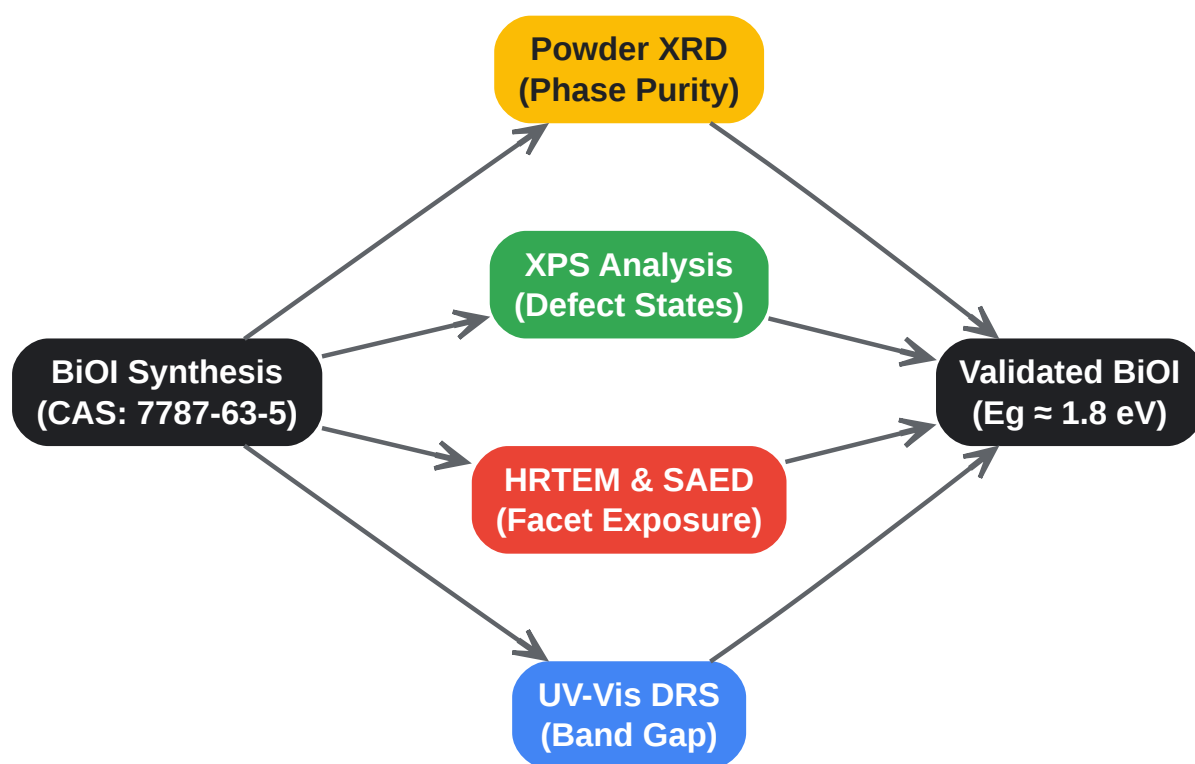 Powder XRD
(Phase Purity)
XPS Analysis
(Defect States)
BiOI Synthesis
(CAS: 7787-63-5)
Validated BiOI
(Eg ≈ 1.8 eV)
HRTEM & SAED
(Facet Exposure)
UV-Vis DRS
(Band Gap)